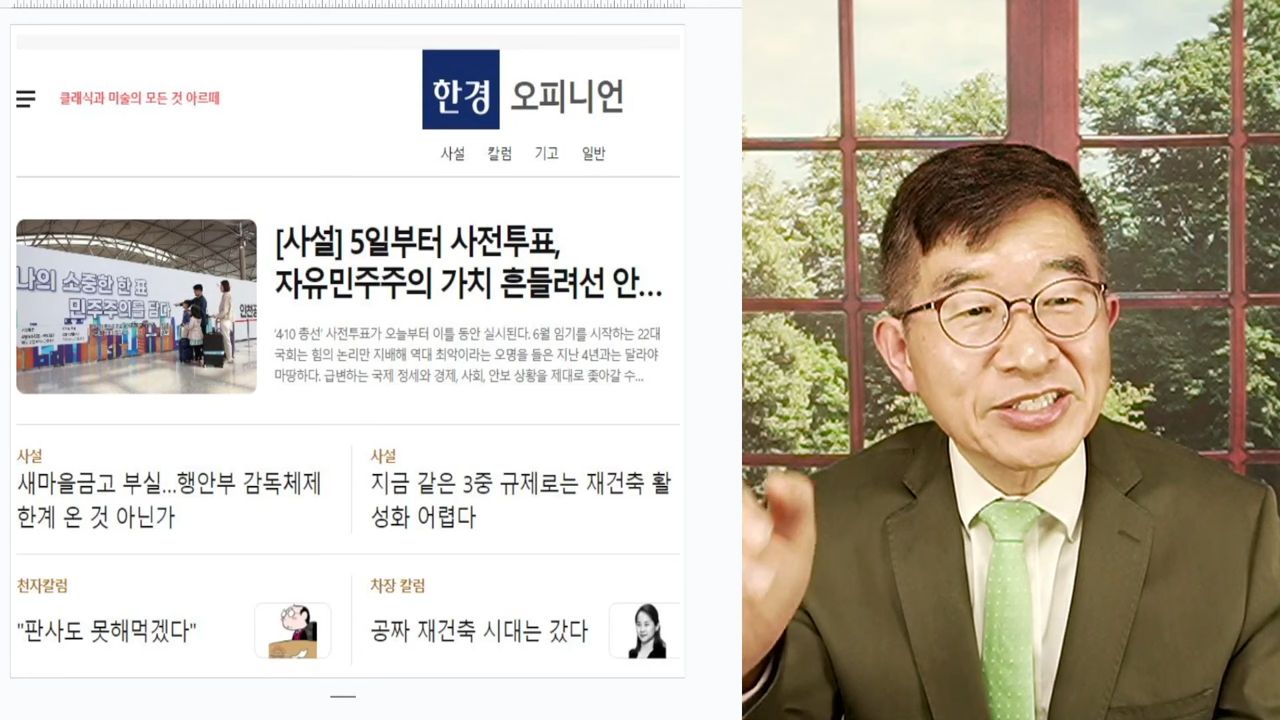 클래식과 미술의 모든 것 아르떼
한경 오피니언
사설 칼럼 기고 일반
나의 소중한 한 표
민주주의를 담다
[사설] 5일부터 사전투표,
자유민주주의 가치 흔들려선 안...
'410 총선' 사전투표가 오늘부터 이틀 동안 실시된다. 6월 임기를 시작하는 22대
국회는 힘의 논리만 지배해 역대 최악이라는 오명을 들은 지난 4년과는 달라야
마땅하다. 급변하는 국제 정세와 경제, 사회, 안보 상황을 제대로 좇아갈 수...
사설
새마을금고 부실...행안부 감독체제
한계 온 것 아닌가
사설
지금 같은 3중 규제로는 재건축 활
성화 어렵다
천자칼럼
"판사도 못해먹겠다"
차장 칼럼
공짜 재건축 시대는 갔다